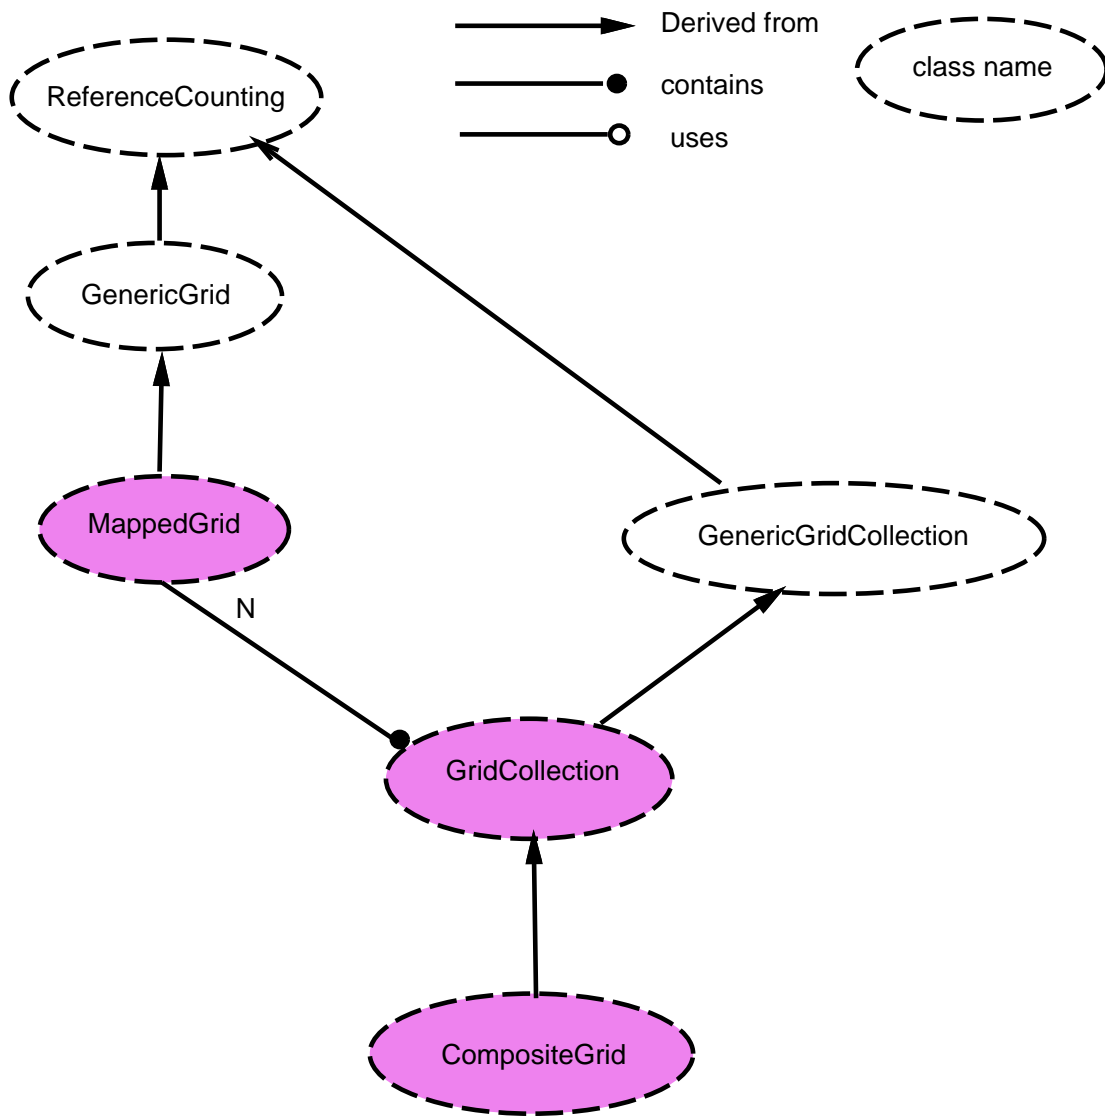 Derived from
contains
uses
class name
ReferenceCounting
GenericGrid
MappedGrid
GenericGridCollection
N
GridCollection
CompositeGrid